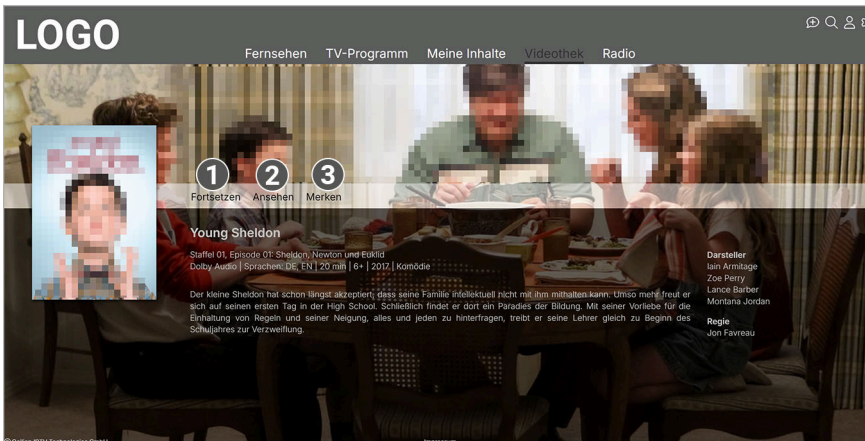 LOGO
Fernsehen TV-Programm Meine Inhalte Videothek Radio
1 2 3
Fortsetzen Ansehen Merken
Young Sheldon
Staffel 01, Episode 01: Sheldon, Newton und Euklid
Dolby Audio | Sprachen: DE, EN | 20 min | 6+ | 2017 | Komödie
Der kleine Sheldon hat schon längst akzeptiert, dass seine Familie intellektuell nicht mit ihm mithalten kann. Umso mehr freut er
sich auf seinen ersten Tag in der High School. Schließlich findet er dort ein Paradies der Bildung. Mit seiner Vorliebe für die
Einhaltung von Regeln und seiner Neigung, alles und jeden zu hinterfragen, treibt er seine Lehrer gleich zu Beginn des
Schuljahres zur Verzweiflung.
Darsteller
Iain Armitage
Zoe Perry
Lance Barber
Montana Jordan
Regie
Jon Favreau